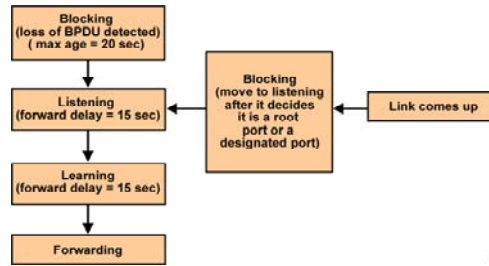 Blocking
(loss of BPDU detected)
( max age = 20 sec)
Listening
(forward delay = 15 sec)
Learning
(forward delay = 15 sec)
Forwarding
Blocking
(move to listening
after it decides
it is a root
port or a
designated port)
Link comes up